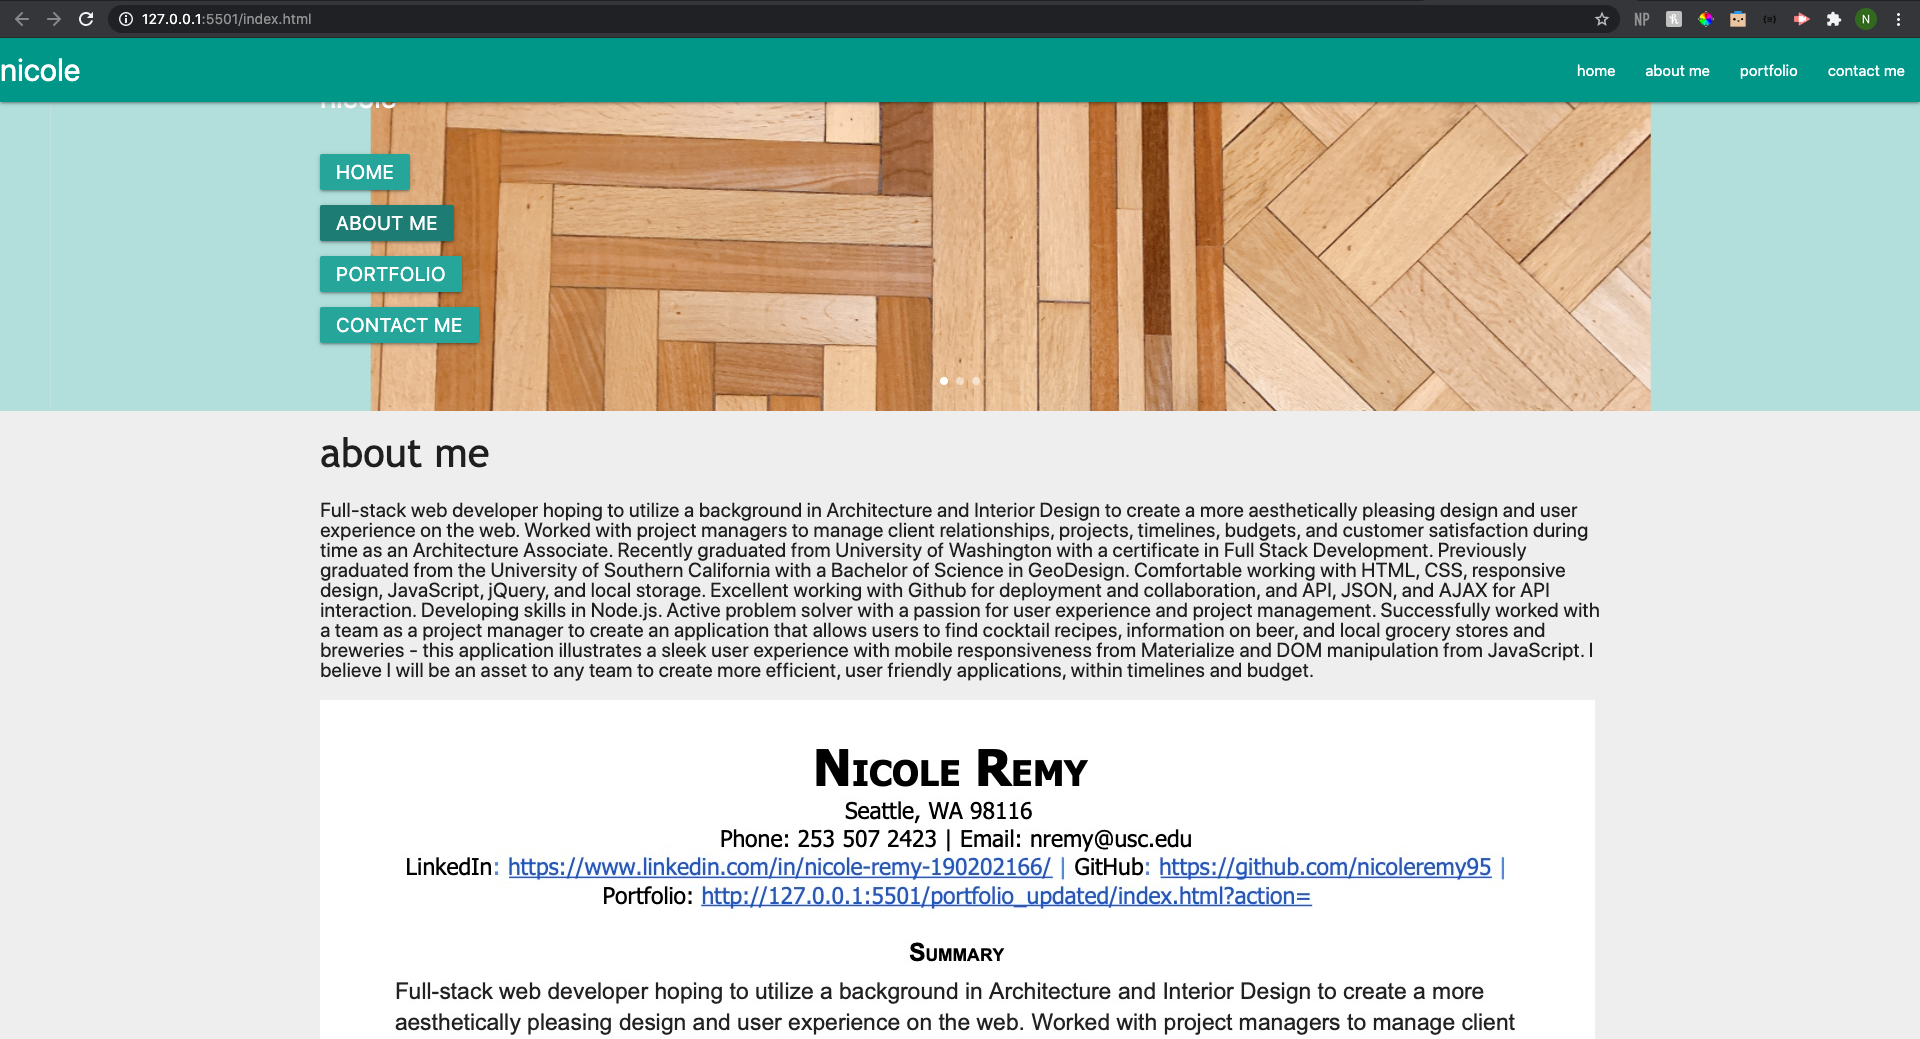 127.0.0.1:5501/index.html
NP
N
nicole
home about me portfolio contact me
nicole
HOME
ABOUT ME
PORTFOLIO
CONTACT ME
about me
Full-stack web developer hoping to utilize a background in Architecture and Interior Design to create a more aesthetically pleasing design and user
experience on the web. Worked with project managers to manage client relationships, projects, timelines, budgets, and customer satisfaction during
time as an Architecture Associate. Recently graduated from University of Washington with a certificate in Full Stack Development. Previously
graduated from the University of Southern California with a Bachelor of Science in GeoDesign. Comfortable working with HTML, CSS, responsive
design, JavaScript, jQuery, and local storage. Excellent working with Github for deployment and collaboration, and API, JSON, and AJAX for API
interaction. Developing skills in Node.js. Active problem solver with a passion for user experience and project management. Successfully worked with
a team as a project manager to create an application that allows users to find cocktail recipes, information on beer, and local grocery stores and
breweries - this application illustrates a sleek user experience with mobile responsiveness from Materialize and DOM manipulation from JavaScript. I
believe I will be an asset to any team to create more efficient, user friendly applications, within timelines and budget.
NICOLE REMY
Seattle, WA 98116
Phone: 253 507 2423 | Email: nremy@usc.edu
LinkedIn: https://www.linkedin.com/in/nicole-remy-190202166/ | GitHub: https://github.com/nicoleremy95 |
Portfolio: http://127.0.0.1:5501/portfolio_updated/index.html?action=
SUMMARY
Full-stack web developer hoping to utilize a background in Architecture and Interior Design to create a more
aesthetically pleasing design and user experience on the web. Worked with project managers to manage client